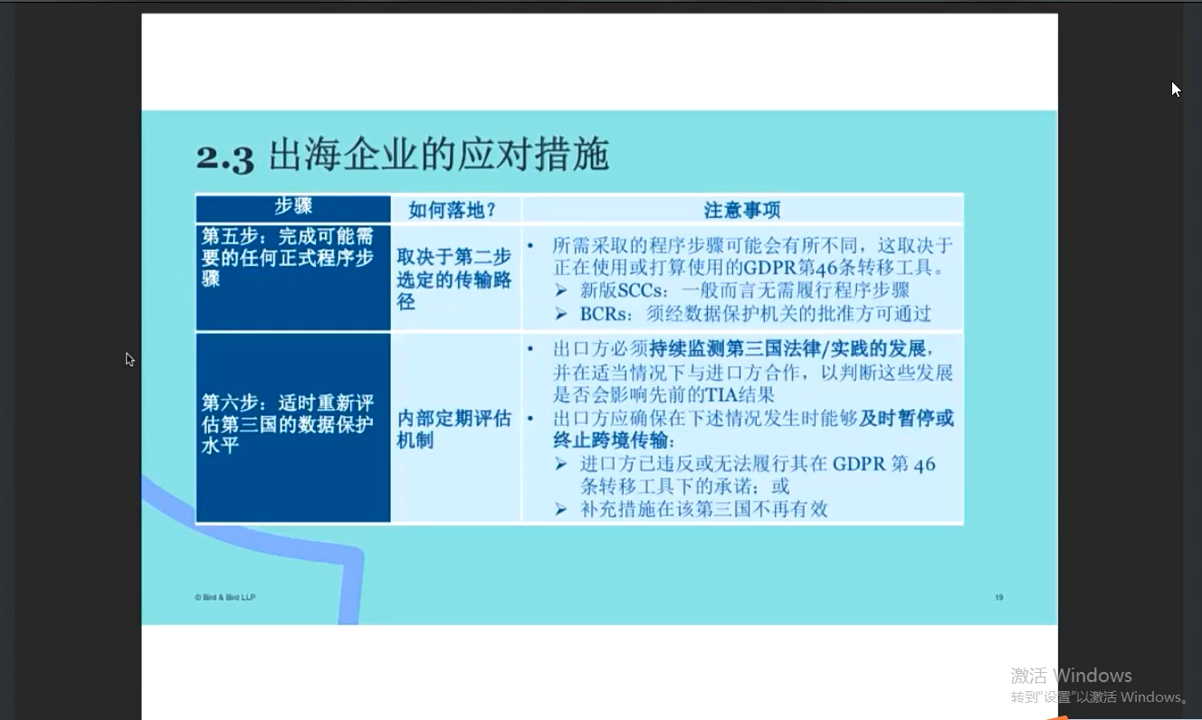 2.3 出海企业的应对措施
步骤
如何落地？
注意事项
第五步：完成可能需
要的任何正式程序步
骤
取决于第二步
选定的传输路
径
• 所需采取的程序步骤可能会有所不同，这取决于
正在使用或打算使用的GDPR第46条转移工具。
➢ 新版SCCs：一般而言无需履行程序步骤
➢ BCRs：须经数据保护机关的批准方可通过
第六步：适时重新评
估第三国的数据保护
水平
内部定期评估
机制
• 出口方必须持续监测第三国法律/实践的发展，
并在适当情况下与进口方合作，以判断这些发展
是否会影响先前的TIA结果
• 出口方应确保在下述情况发生时能够及时暂停或
终止跨境传输：
➢ 进口方已违反或无法履行其在 GDPR 第 46
条转移工具下的承诺；或
➢ 补充措施在该第三国不再有效
© Bird & Bird LLP
19
激活 Windows
转到"设置"以激活 Windows。